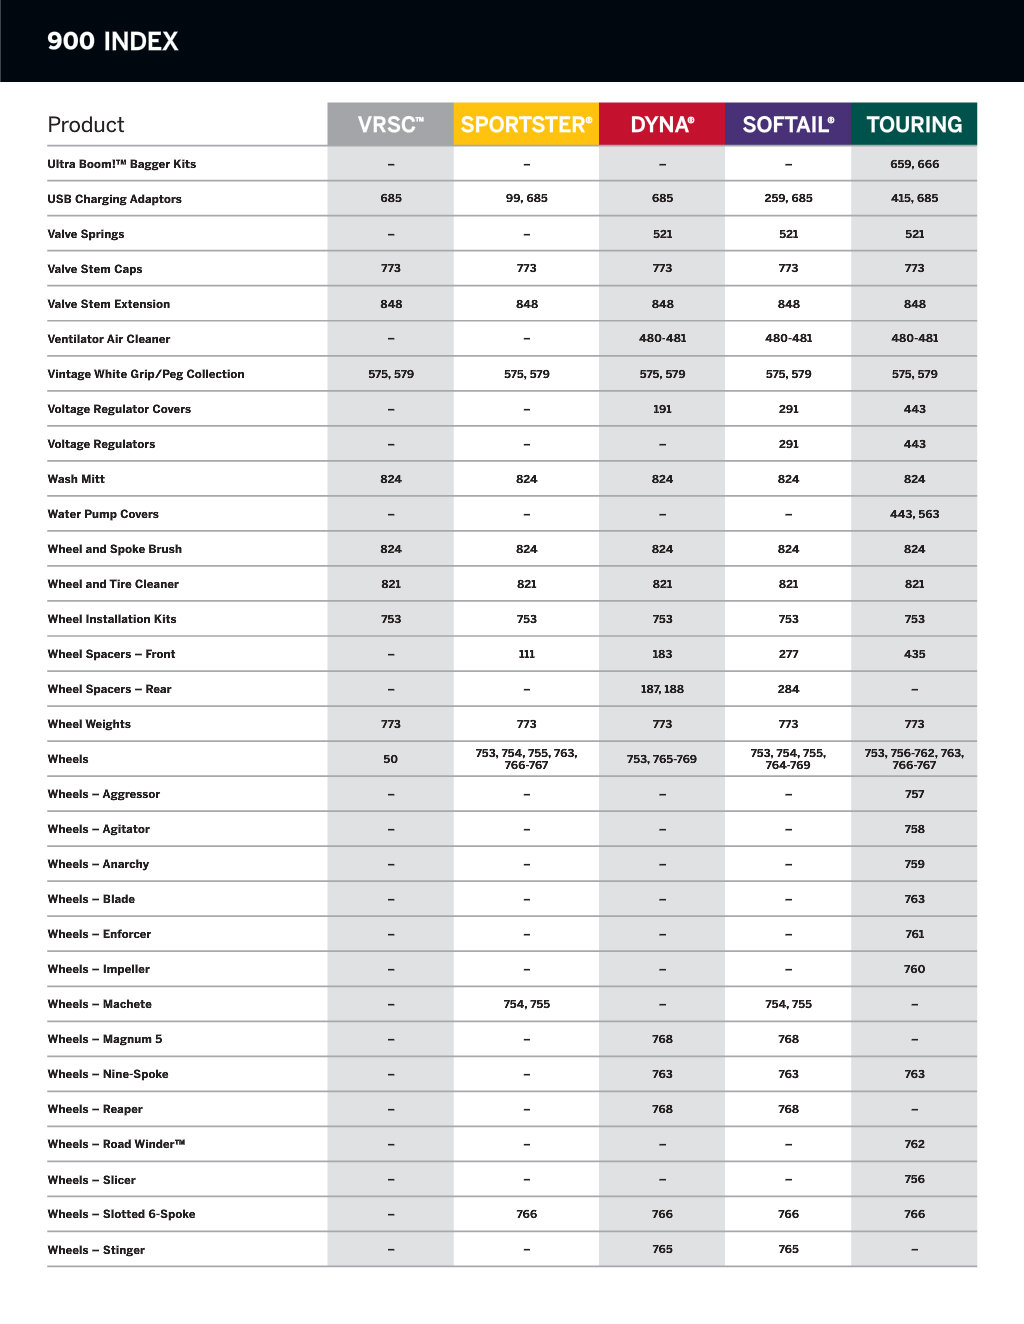 900 INDEX
Product VRSC™ SPORTSTER® DYNA® SOFTAIL® TOURING
Ultra Boom!™ Bagger Kits – – – – 659, 666
USB Charging Adaptors 685 99, 685 685 259, 685 415, 685
Valve Springs – – 521 521 521
Valve Stem Caps 773 773 773 773 773
Valve Stem Extension 848 848 848 848 848
Ventilator Air Cleaner – – 480-481 480-481 480-481
Vintage White Grip/Peg Collection 575, 579 575, 579 575, 579 575, 579 575, 579
Voltage Regulator Covers – – 191 291 443
Voltage Regulators – – – 291 443
Wash Mitt 824 824 824 824 824
Water Pump Covers – – – – 443, 563
Wheel and Spoke Brush 824 824 824 824 824
Wheel and Tire Cleaner 821 821 821 821 821
Wheel Installation Kits 753 753 753 753 753
Wheel Spacers – Front – 111 183 277 435
Wheel Spacers – Rear – – 187, 188 284 –
Wheel Weights 773 773 773 773 773
Wheels 50 753, 754, 755, 763, 766-767 753, 765-769 753, 754, 755, 764-769 753, 756-762, 763, 766-767
Wheels – Aggressor – – – – 757
Wheels – Agitator – – – – 758
Wheels – Anarchy – – – – 759
Wheels – Blade – – – – 763
Wheels – Enforcer – – – – 761
Wheels – Impeller – – – – 760
Wheels – Machete – 754, 755 – 754, 755 –
Wheels – Magnum 5 – – 768 768 –
Wheels – Nine-Spoke – – 763 763 763
Wheels – Reaper – – 768 768 –
Wheels – Road Winder™ – – – – 762
Wheels – Slicer – – – – 756
Wheels – Slotted 6-Spoke – 766 766 766 766
Wheels – Stinger – – 765 765 –